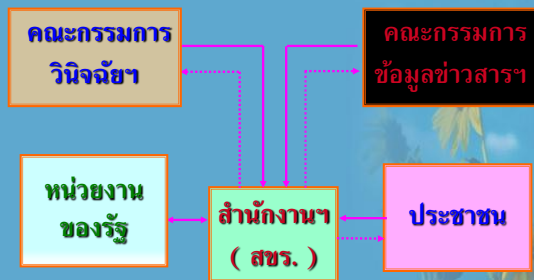 คณะกรรมการ
วินิจฉัยฯ
คณะกรรมการ
ข้อมูลข่าวสารฯ
หน่วยงาน
ของรัฐ
สำนักงานฯ
( สขร. )
ประชาชน